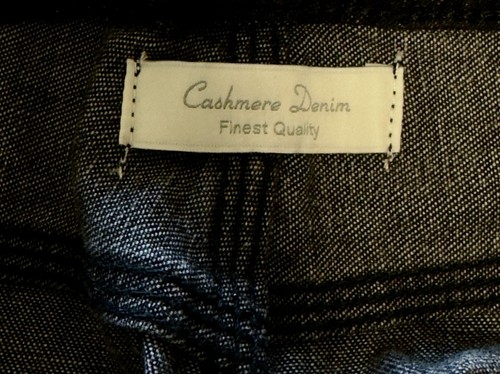 Cashmere Denim
Finest Quality